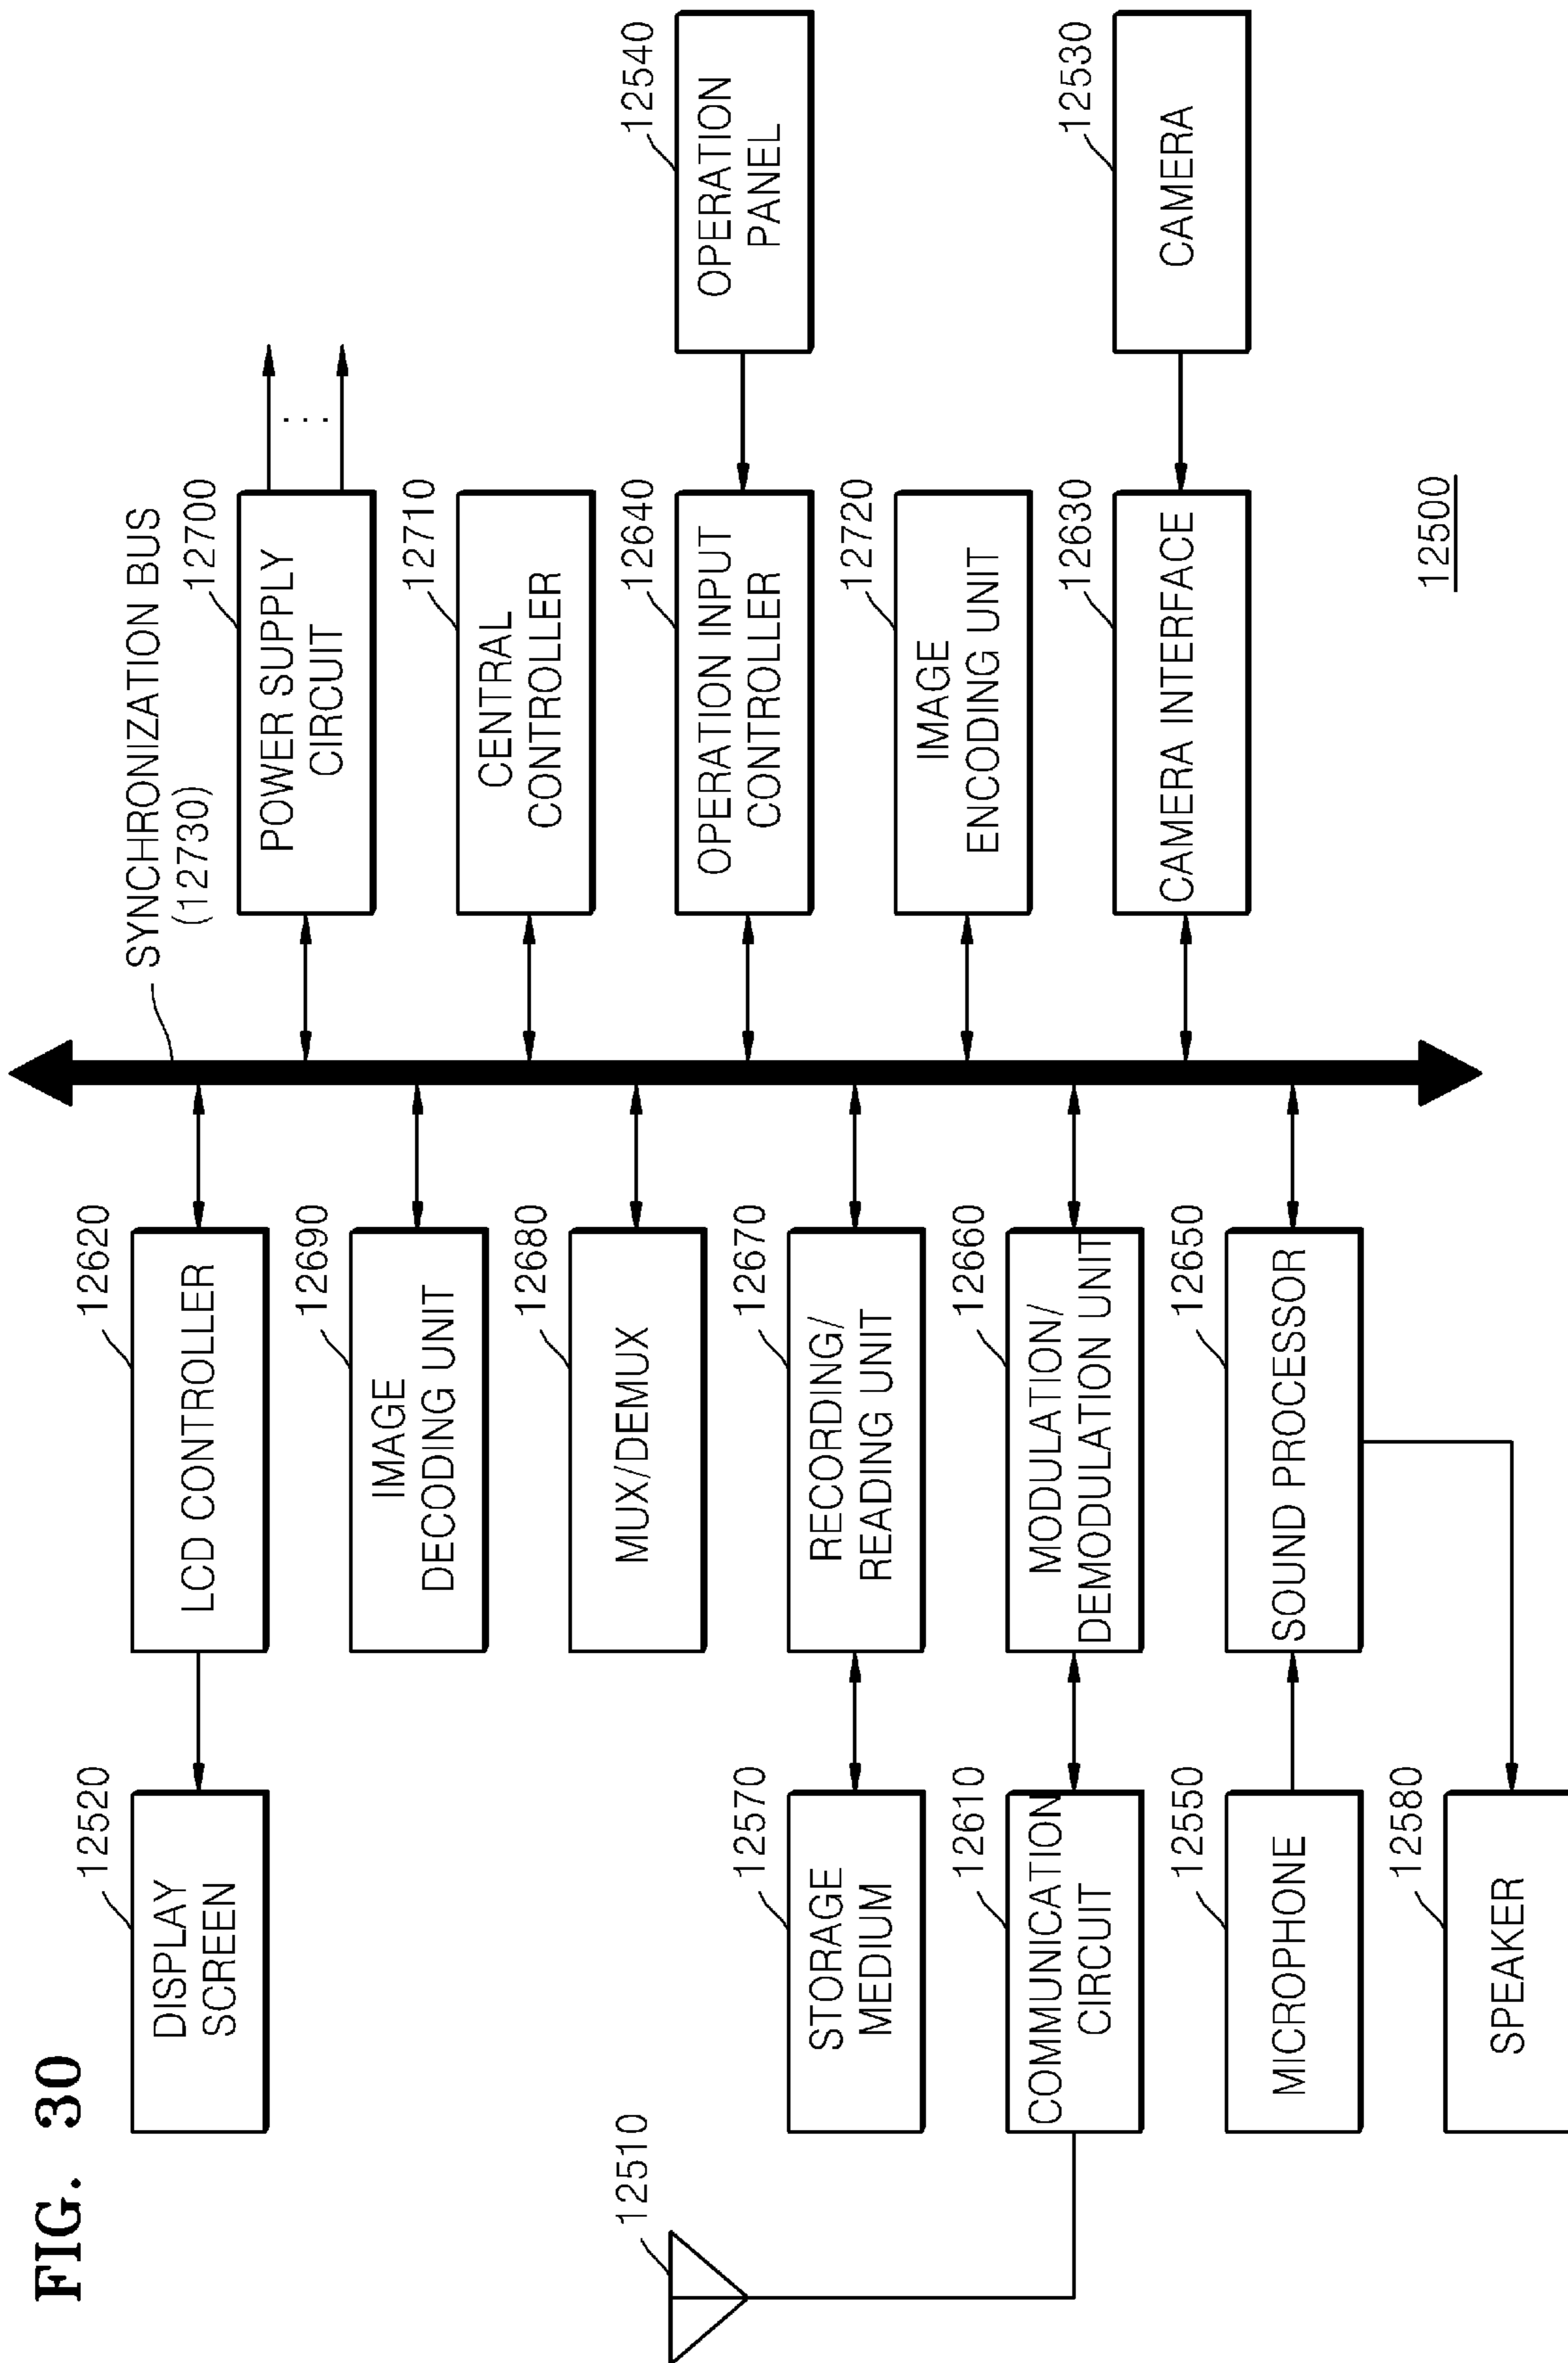 FIG. 30
12510
12520
DISPLAY
SCREEN
12620
LCD CONTROLLER
SYNCHRONIZATION BUS
(12730)
12700
POWER SUPPLY
CIRCUIT
12690
IMAGE
DECODING UNIT
12710
CENTRAL
CONTROLLER
12680
MUX/DEMUX
12640
OPERATION INPUT
CONTROLLER
12540
OPERATION
PANEL
12570
STORAGE
MEDIUM
12670
RECORDING/
READING UNIT
12720
IMAGE
ENCODING UNIT
12610
COMMUNICATION
CIRCUIT
12660
MODULATION/
DEMODULATION UNIT
12630
CAMERA INTERFACE
12530
CAMERA
12550
MICROPHONE
12650
SOUND PROCESSOR
12580
SPEAKER
12500